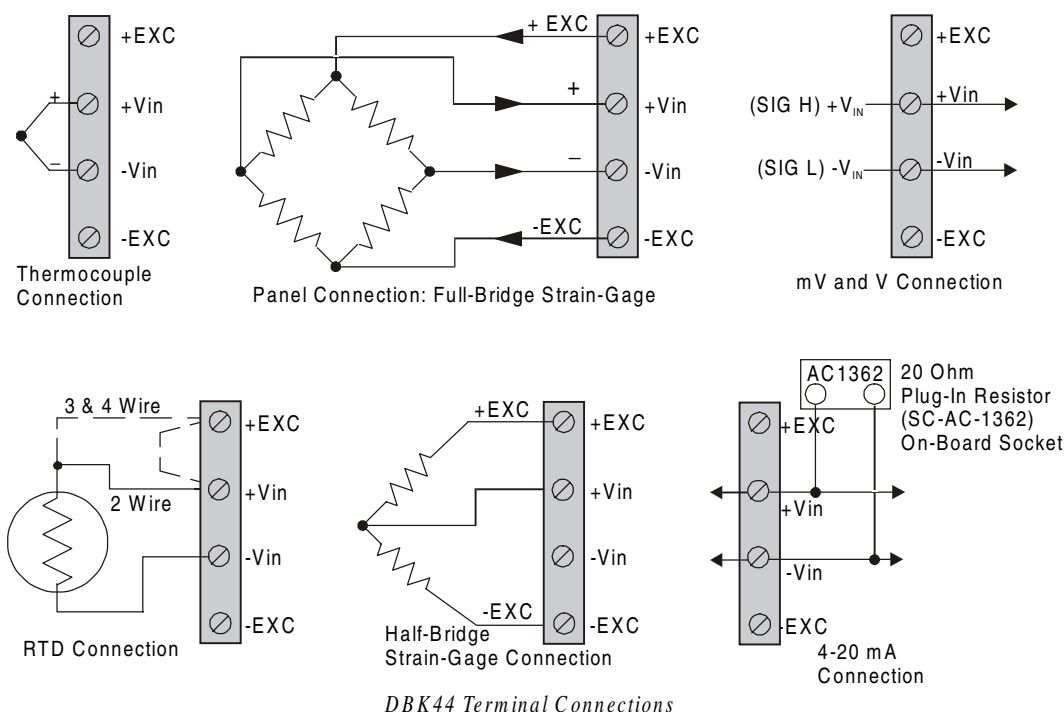 +EXC
+
+Vin
–
-Vin
-EXC
Thermocouple
Connection
+ EXC
+EXC
+
+Vin
–
-Vin
-EXC
-EXC
Panel Connection: Full-Bridge Strain-Gage
+EXC
(SIG H) +VIN
+Vin
(SIG L) -VIN
-Vin
-EXC
mV and V Connection
3 & 4 Wire
+EXC
2 Wire
+Vin
-Vin
-EXC
RTD Connection
+EXC
+EXC
+Vin
-Vin
-EXC
-EXC
Half-Bridge
Strain-Gage Connection
AC1362
20 Ohm
Plug-In Resistor
(SC-AC-1362)
On-Board Socket
+EXC
+Vin
-Vin
-EXC
4-20 mA
Connection
DBK44 Terminal Connections